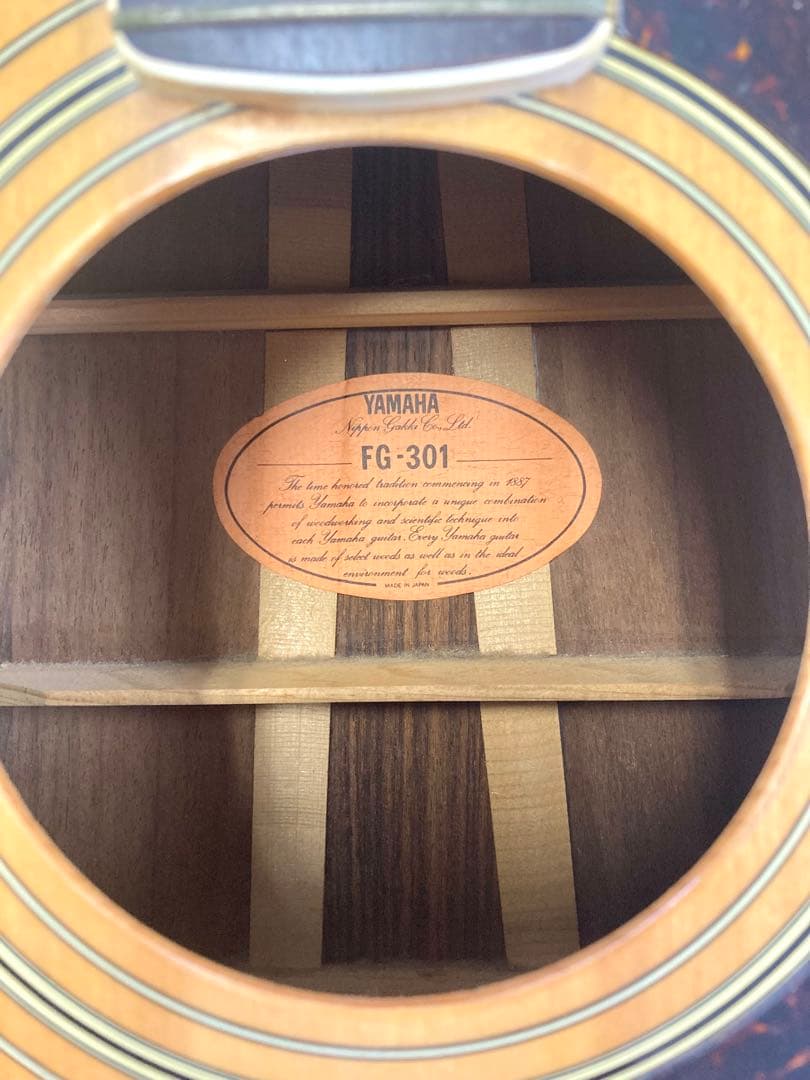 YAMAHA
Nippon Gakki Co., Ltd.
FG-301
The time honored tradition commencing in 1887
permits Yamaha to incorporate a unique combination
of woodworking and scientific technique into
each Yamaha guitar. Every Yamaha guitar
is made of select woods as well as in the ideal
environment for woods.
MADE IN JAPAN